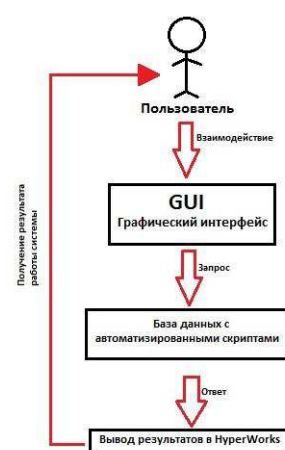 Пользователь
Взаимодействие
GUI
Графический интерфейс
Запрос
База данных с
автоматизированными скриптами
Ответ
Вывод результатов в HyperWorks
Получение результата
работы системы